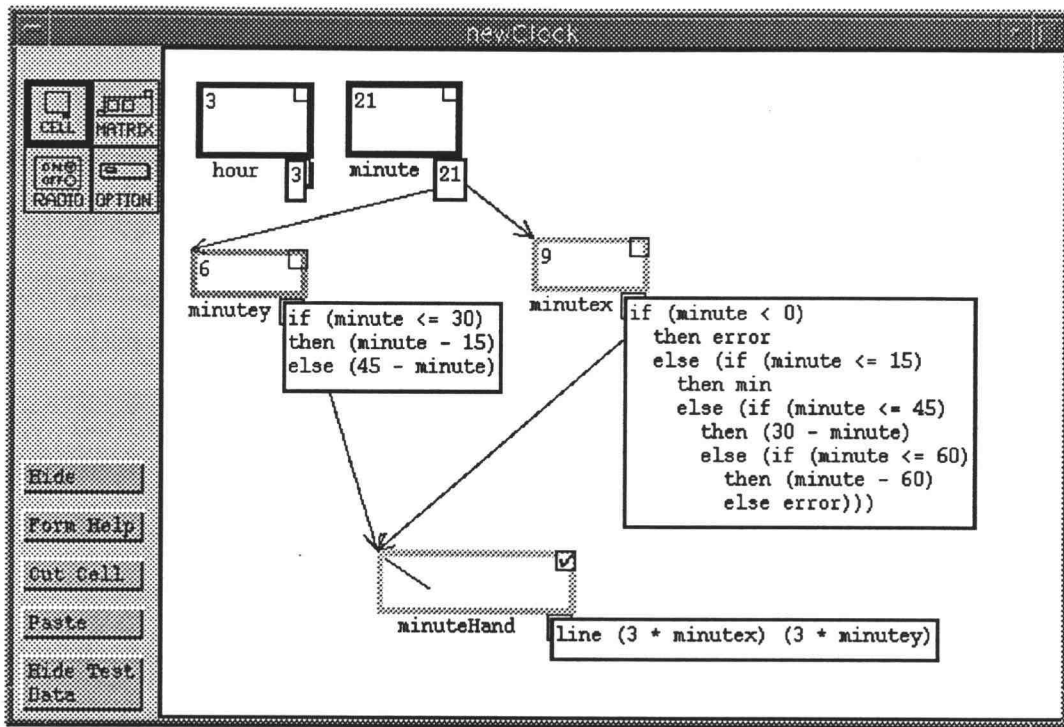 newClock
CELL MATRIX
ON OFF
RADIO OPTION
3
hour
3
21
minute
21
6
minutey
if (minute <= 30)
then (minute - 15)
else (45 - minute)
9
minutex
if (minute < 0)
then error
else (if (minute <= 15)
then min
else (if (minute <= 45)
then (30 - minute)
else (if (minute <= 60)
then (minute - 60)
else error)))
Hide
Form Help
Cut Cell
Paste
Hide Test
Data
minuteHand
line (3 * minutex) (3 * minutey)